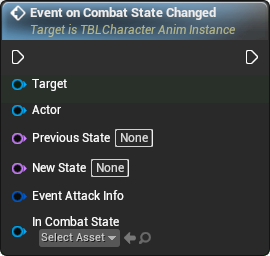 Event on Combat State Changed
Target is TBLCharacter Anim Instance
Target
Actor
Previous State None
New State None
Event Attack Info
In Combat State
Select Asset